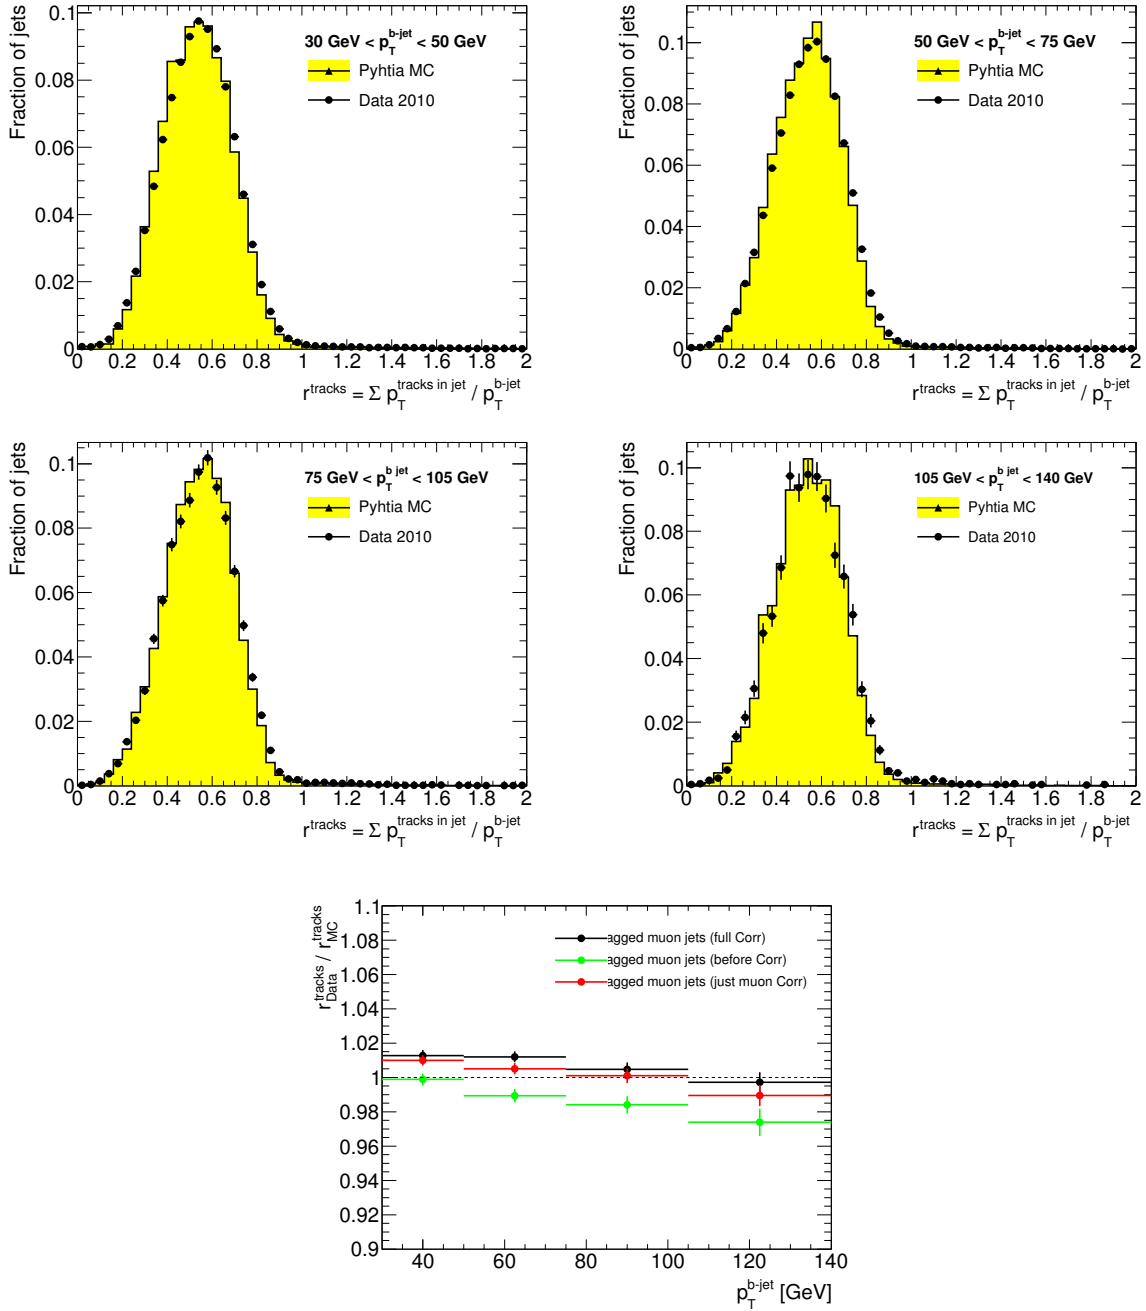 Fraction of jets
0.1
0.08
0.06
0.04
0.02
0
30 GeV < p_T^b-jet < 50 GeV
Pyhtia MC
Data 2010
0.2 0.4 0.6 0.8 1 1.2 1.4 1.6 1.8 2
r^tracks = Σ p_T^tracks in jet / p_T^b-jet
Fraction of jets
0.1
0.08
0.06
0.04
0.02
0
50 GeV < p_T^b-jet < 75 GeV
Pyhtia MC
Data 2010
0 0.2 0.4 0.6 0.8 1 1.2 1.4 1.6 1.8 2
r^tracks = Σ p_T^tracks in jet / p_T^b-jet
Fraction of jets
0.1
0.08
0.06
0.04
0.02
0
75 GeV < p_T^b jet < 105 GeV
Pyhtia MC
Data 2010
0.2 0.4 0.6 0.8 1 1.2 1.4 1.6 1.8 2
r^tracks = Σ p_T^tracks in jet / p_T^b-jet
Fraction of jets
0.1
0.08
0.06
0.04
0.02
0
105 GeV < p_T^b jet < 140 GeV
Pyhtia MC
Data 2010
0 0.2 0.4 0.6 0.8 1 1.2 1.4 1.6 1.8 2
r^tracks = Σ p_T^tracks in jet / p_T^b-jet
r_Data^tracks / r_MC^tracks
1.1
1.08
1.06
1.04
1.02
1
0.98
0.96
0.94
0.92
0.9
agged muon jets (full Corr)
agged muon jets (before Corr)
agged muon jets (just muon Corr)
40 60 80 100 120 140
p_T^b-jet [GeV]